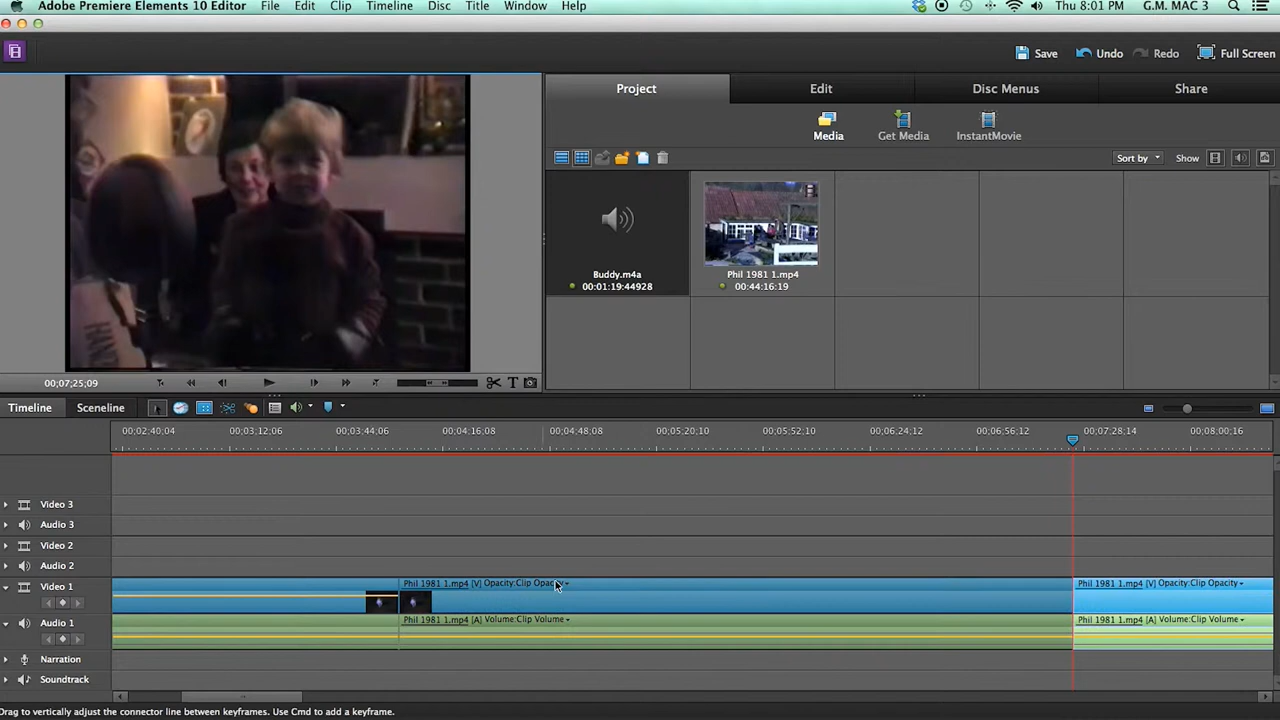 Adobe Premiere Elements 10 Editor File Edit Clip Timeline Disc Title Window Help Thu 8:01 PM G.M. MAC 3
Save Undo Redo Full Screen
Project Edit Disc Menus Share
Media Get Media InstantMovie
Sort by Show
Buddy.m4a
00:01:19:44928
Phil 1981 1.mp4
00:44:16:19
HAND
00;07;25;09
T
Timeline Sceneline
00;02;40;04 00;03;12;06 00;03;44;06 00;04;16;08 00;04;48;08 00;05;20;10 00;05;52;10 00;06;24;12 00;06;56;12 00;07;28;14 00;08;00;16
Video 3
Audio 3
Video 2
Audio 2
Video 1 Phil 1981 1.mp4 [V] Opacity:Clip Opacity Phil 1981 1.mp4 [V] Opacity:Clip Opacity
Audio 1 Phil 1981 1.mp4 [A] Volume:Clip Volume Phil 1981 1.mp4 [A] Volume:Clip Volume
Narration
Soundtrack
Drag to vertically adjust the connector line between keyframes. Use Cmd to add a keyframe.